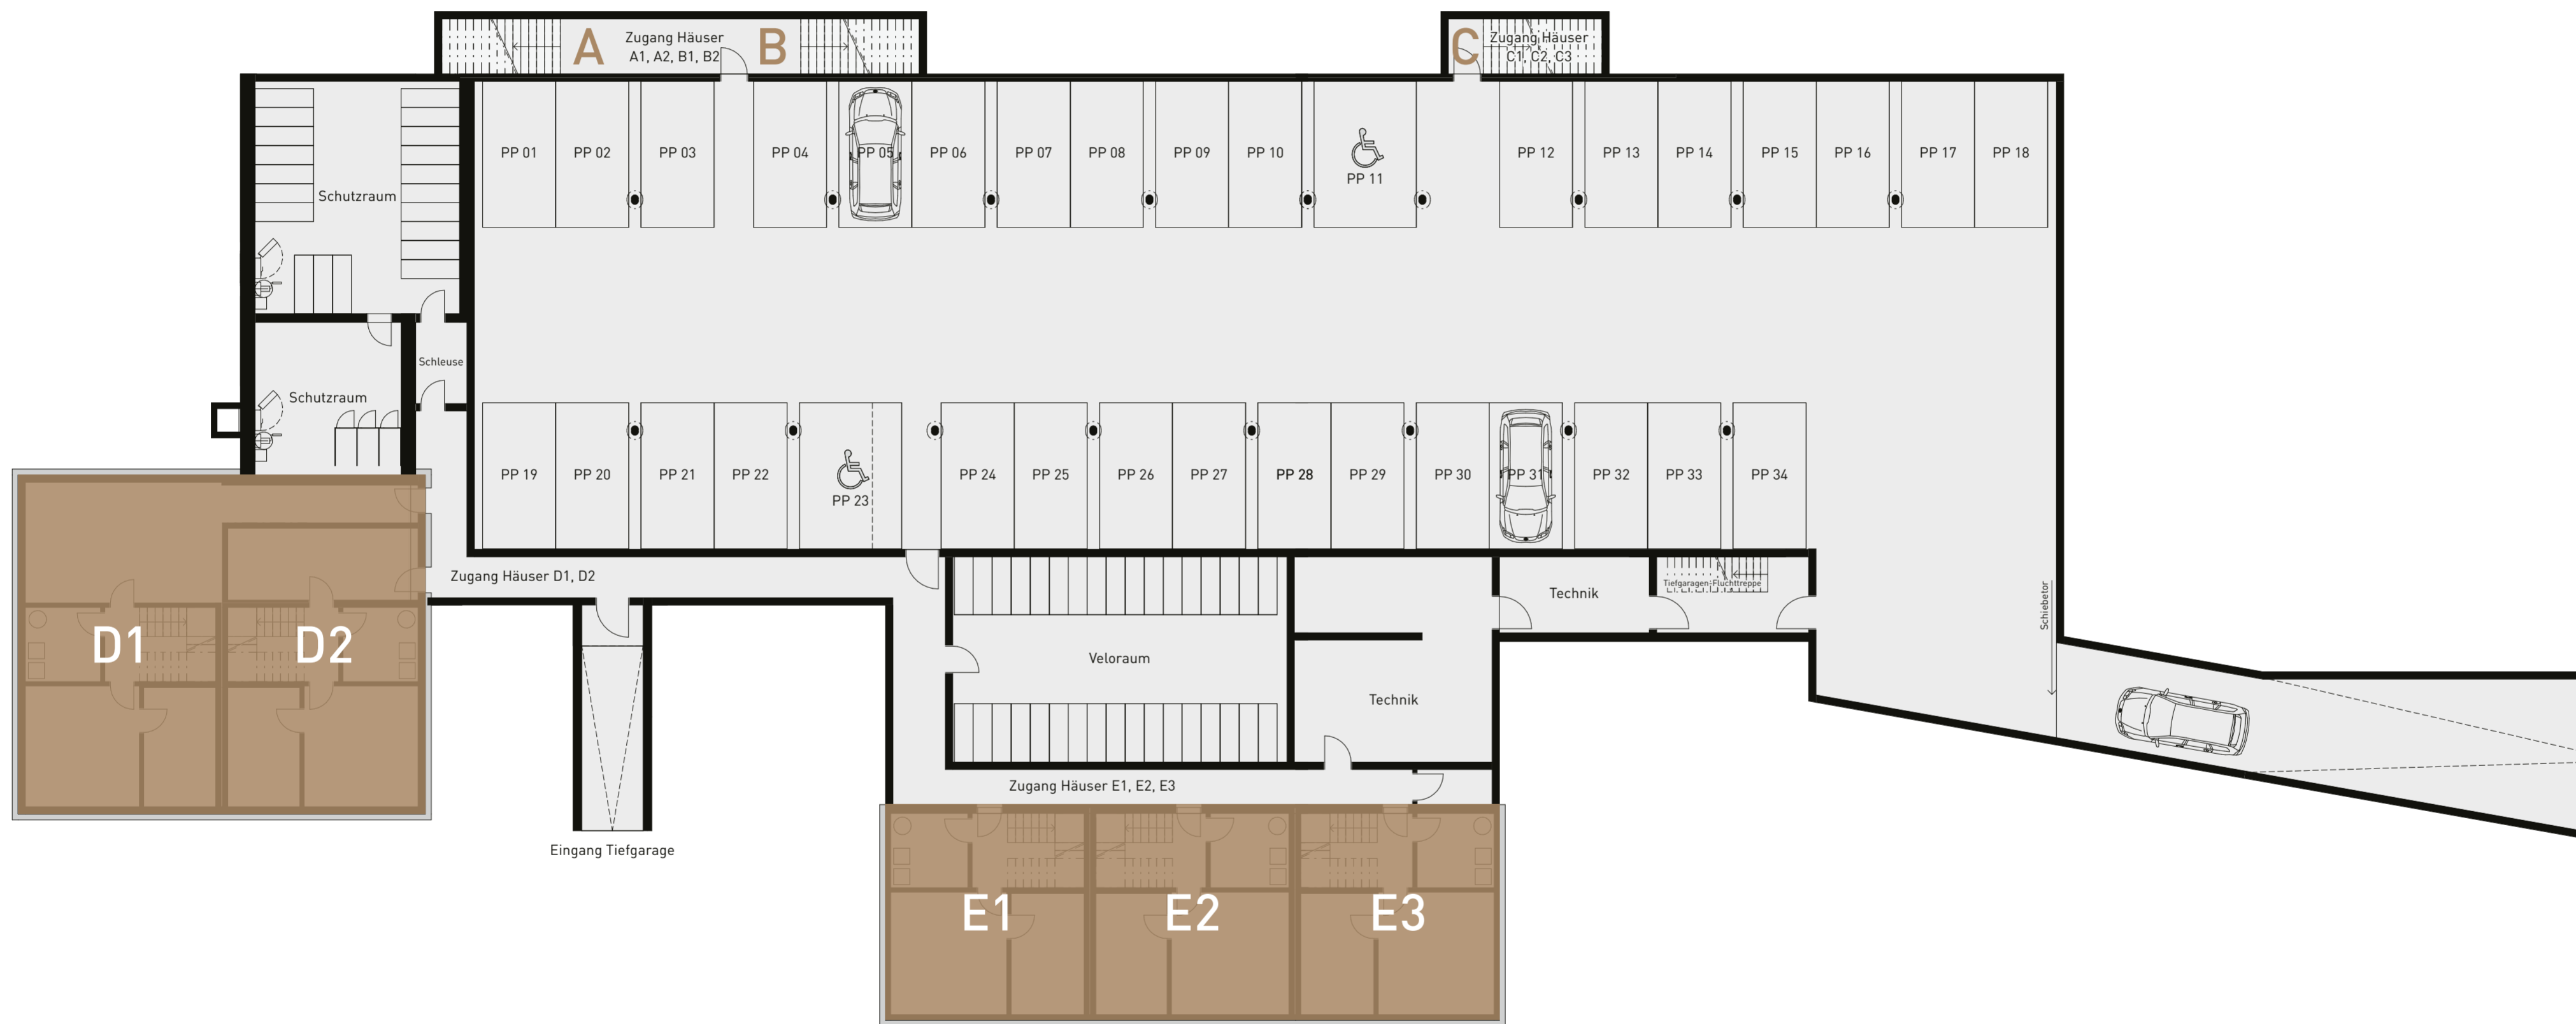 A
Zugang Häuser
A1, A2, B1, B2
B
C
Zugang Häuser
C1, C2, C3
PP 01
PP 02
PP 03
PP 04
PP 05
PP 06
PP 07
PP 08
PP 09
PP 10
PP 11
PP 12
PP 13
PP 14
PP 15
PP 16
PP 17
PP 18
Schutzraum
Schleuse
Schutzraum
PP 19
PP 20
PP 21
PP 22
PP 23
PP 24
PP 25
PP 26
PP 27
PP 28
PP 29
PP 30
PP 31
PP 32
PP 33
PP 34
Zugang Häuser D1, D2
Technik
Tiefgaragen-Fluchttreppe
Schiebetor
D1
D2
Veloraum
Technik
Zugang Häuser E1, E2, E3
Eingang Tiefgarage
E1
E2
E3